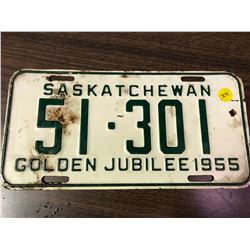 SASKATCHEWAN
51·301
GOLDEN JUBILEE 1955